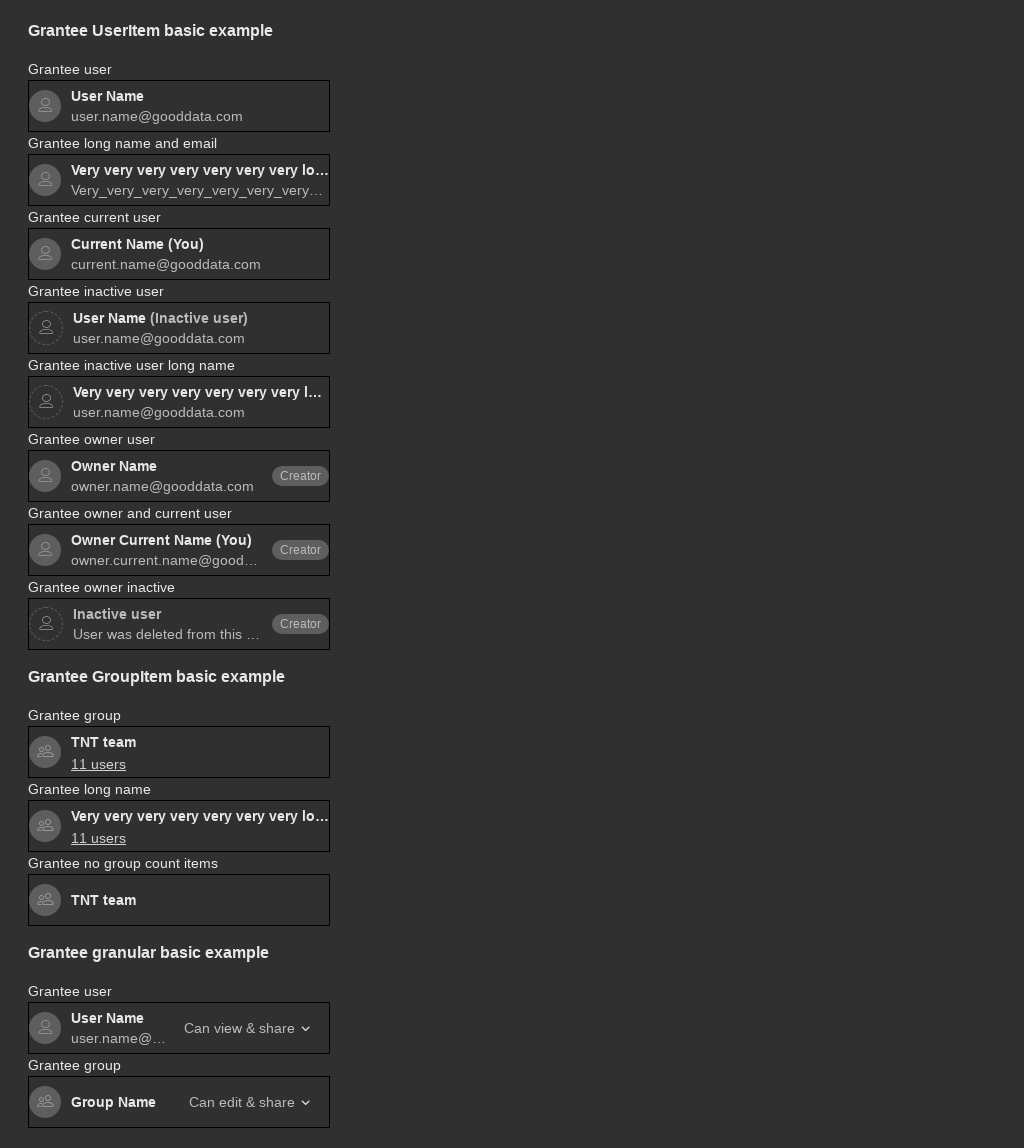 Grantee UserItem basic example
Grantee user
User Name
user.name@gooddata.com
Grantee long name and email
Very very very very very very very lo…
Very_very_very_very_very_very_very…
Grantee current user
Current Name (You)
current.name@gooddata.com
Grantee inactive user
User Name (Inactive user)
user.name@gooddata.com
Grantee inactive user long name
Very very very very very very very l…
user.name@gooddata.com
Grantee owner user
Owner Name
owner.name@gooddata.com
Creator
Grantee owner and current user
Owner Current Name (You)
owner.current.name@good…
Creator
Grantee owner inactive
Inactive user
User was deleted from this …
Creator
Grantee GroupItem basic example
Grantee group
TNT team
11 users
Grantee long name
Very very very very very very very lo…
11 users
Grantee no group count items
TNT team
Grantee granular basic example
Grantee user
User Name
user.name@…
Can view & share
Grantee group
Group Name
Can edit & share